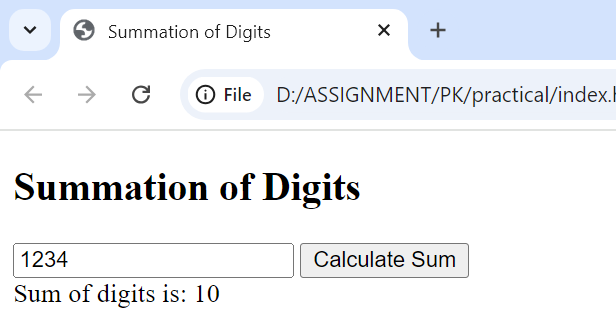 Summation of Digits
File D:/ASSIGNMENT/PK/practical/index.h
Summation of Digits
1234 Calculate Sum
Sum of digits is: 10